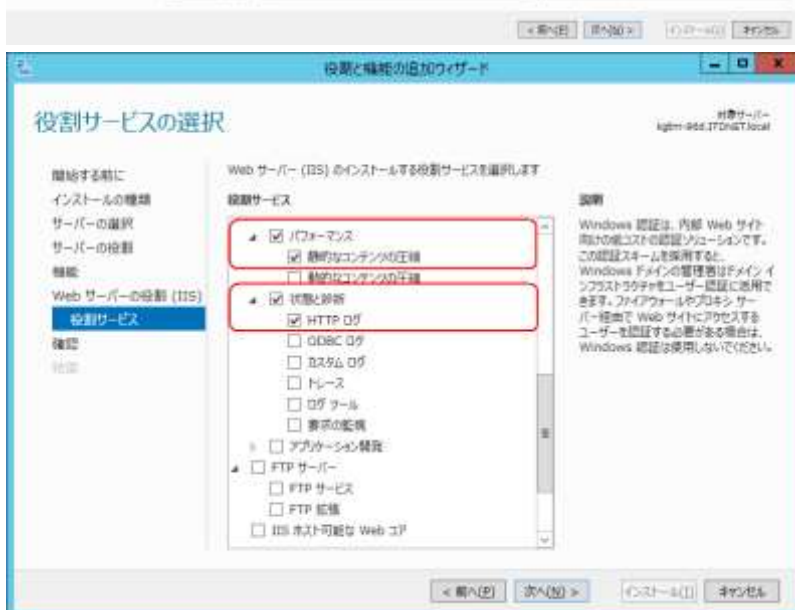 < 前へ(P) 次へ(N) > インストール(I) キャンセル
役割と機能の追加ウィザード
役割サービスの選択
対象サーバー
開始する前に
インストールの種類
サーバーの選択
サーバーの役割
機能
Web サーバーの役割 (IIS)
役割サービス
確認
結果
Web サーバー (IIS) のインストールする役割サービスを選択します
役割サービス
パフォーマンス
静的なコンテンツの圧縮
動的なコンテンツの圧縮
状態と診断
HTTP ログ
ODBC ログ
カスタム ログ
トレース
ログ ツール
要求の監視
アプリケーション開発
FTP サーバー
FTP サービス
FTP 拡張
IIS ホスト可能な Web コア
説明
Windows 認証は、内部 Web サイト
向けの低コストの認証ソリューションです。
この認証スキームを採用すると、
Windows ドメインの管理者はドメイン イ
ンフラストラクチャをユーザー認証に活用で
きます。ファイアウォールやプロキシ サー
バー経由で Web サイトにアクセスする
ユーザーを認証する必要がある場合は、
Windows 認証は使用しないでください。
< 前へ(P) 次へ(N) > インストール(I) キャンセル